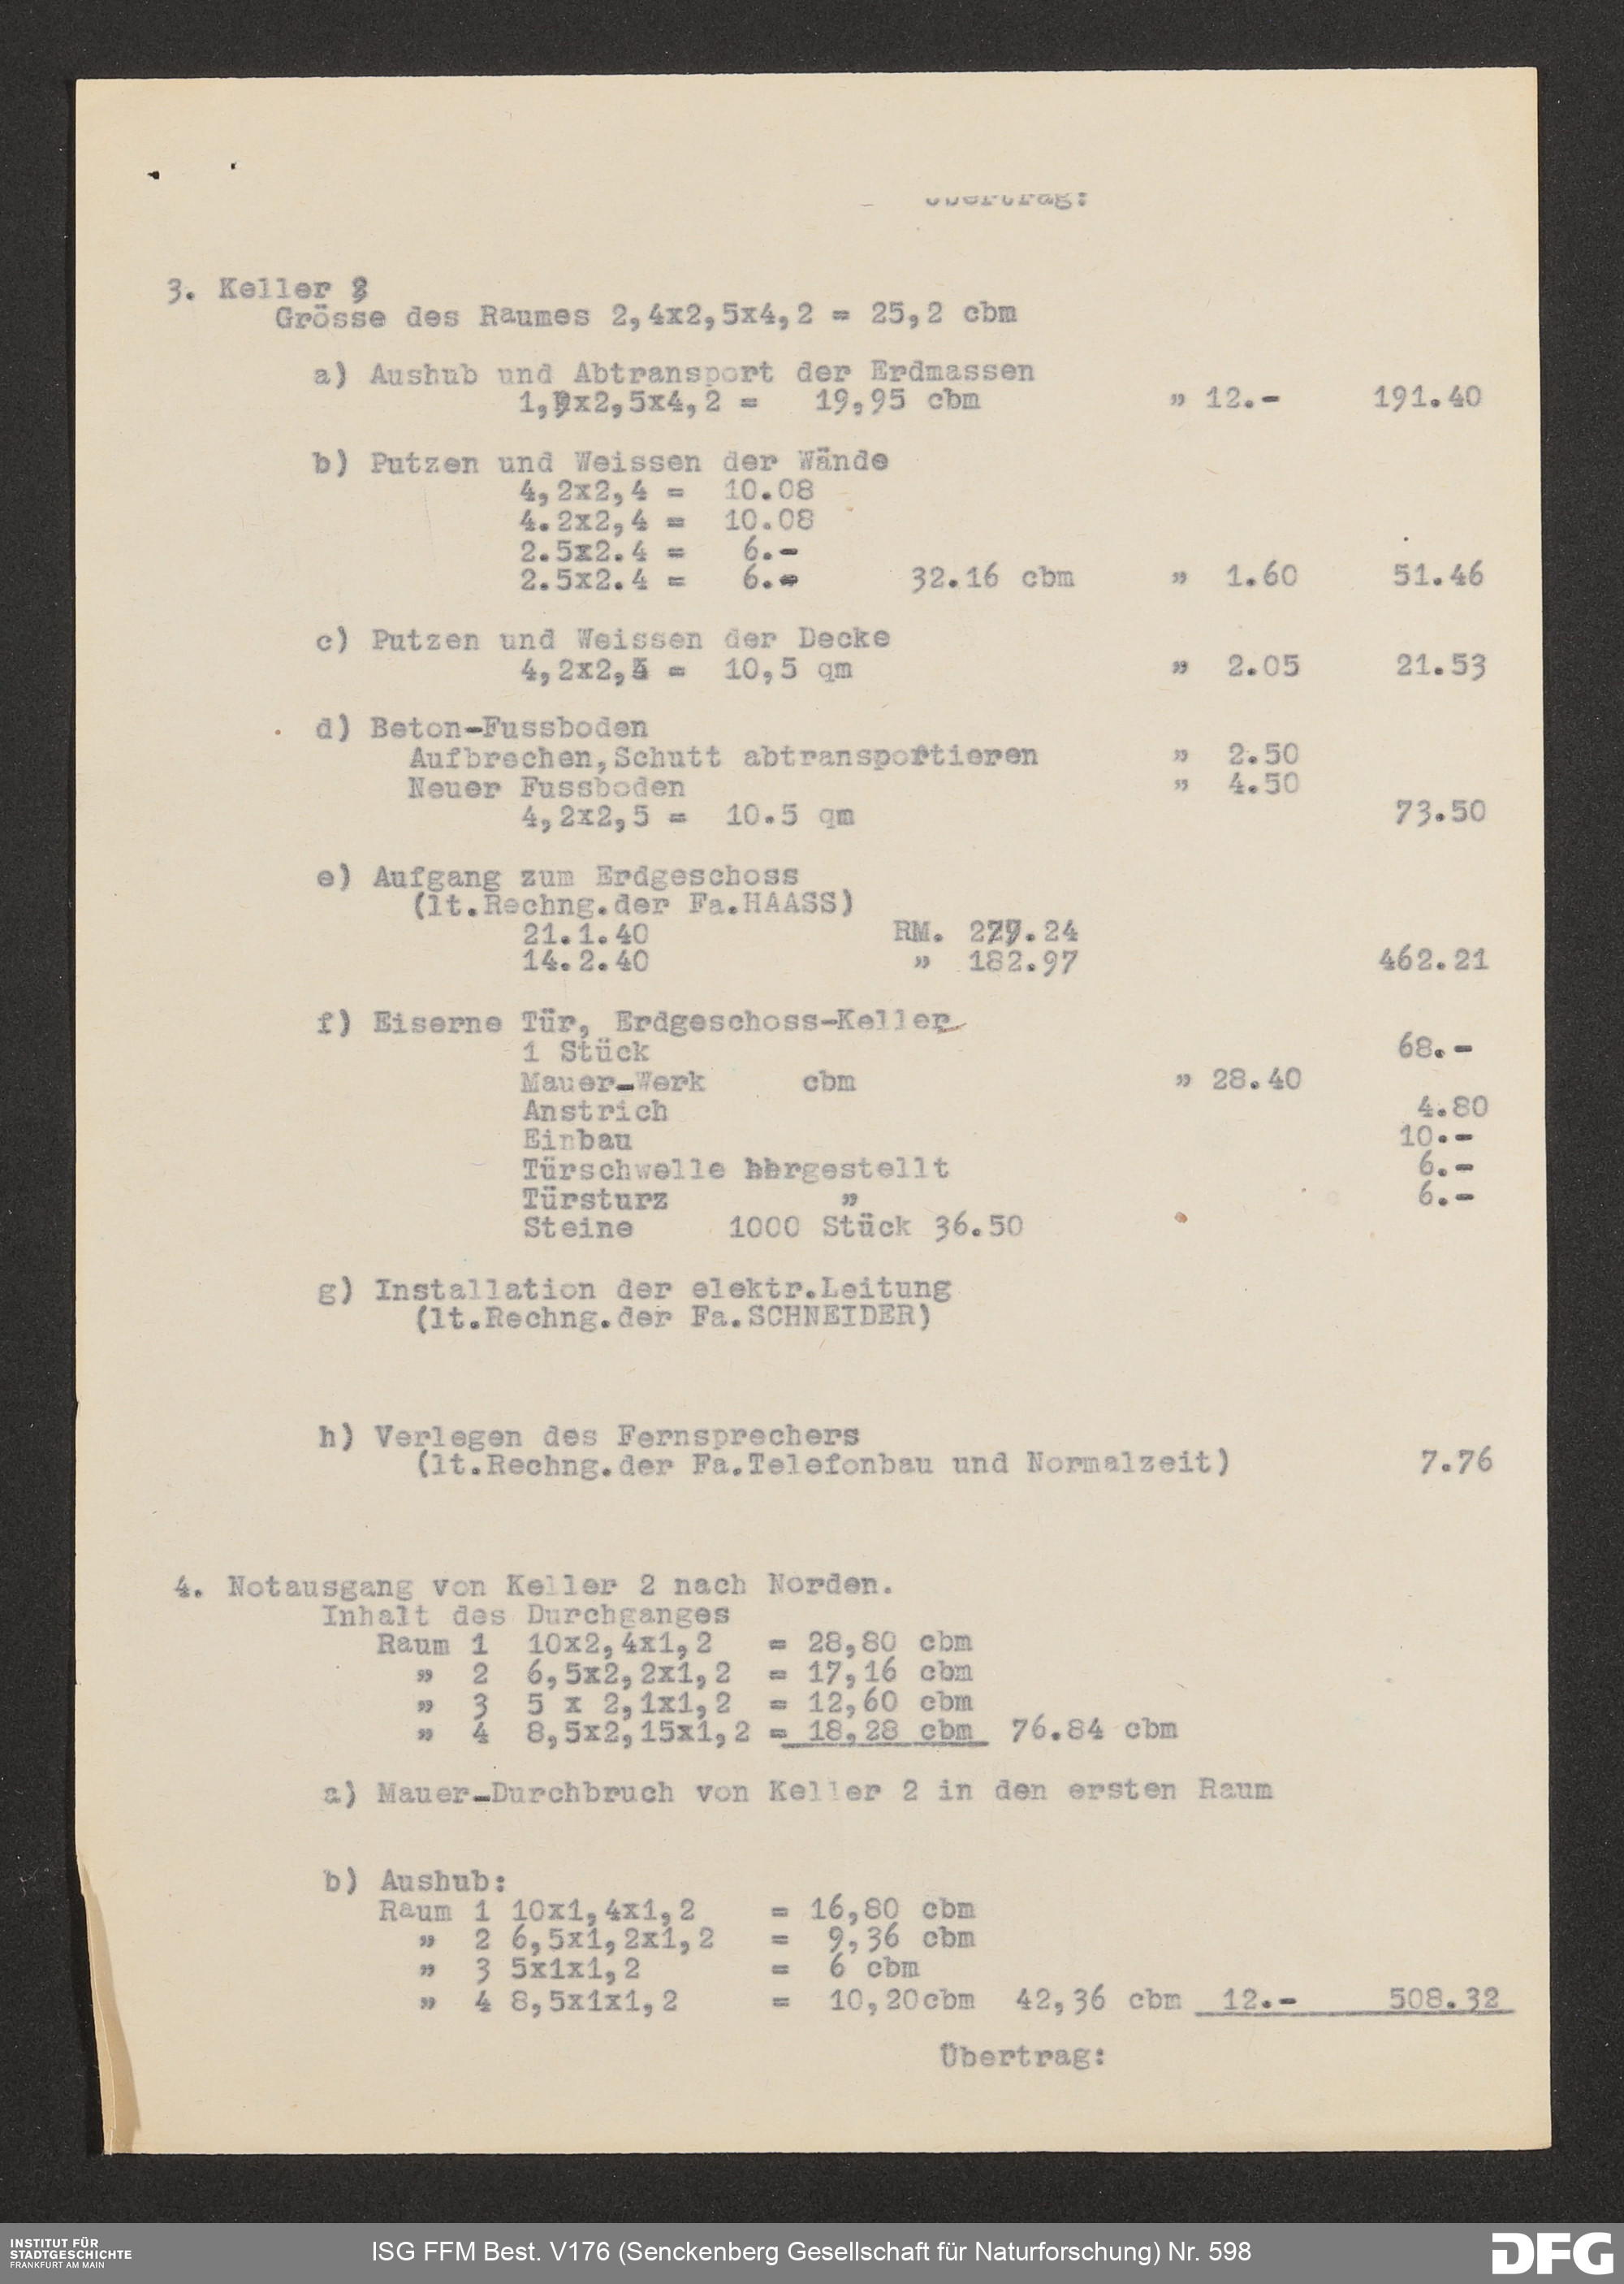 Übertrag:
3. Keller 3
Grösse des Raumes 2,4x2,5x4,2 = 25,2 cbm
a) Aushub und Abtransport der Erdmassen
1,9x2,5x4,2 = 19,95 cbm " 12.- 191.40
b) Putzen und Weissen der Wände
4,2x2,4 = 10.08
4.2x2,4 = 10.08
2.5x2.4 = 6.-
2.5x2.4 = 6.- 32.16 cbm " 1.60 51.46
c) Putzen und Weissen der Decke
4,2x2,5 = 10,5 qm " 2.05 21.53
d) Beton-Fussboden
Aufbrechen,Schutt abtransportieren " 2.50
Neuer Fussboden " 4.50
4,2x2,5 = 10.5 qm 73.50
e) Aufgang zum Erdgeschoss
(lt.Rechng.der Fa.HAASS)
21.1.40 RM. 279.24
14.2.40 " 182.97 462.21
f) Eiserne Tür, Erdgeschoss-Keller
1 Stück 68.-
Mauer-Werk cbm " 28.40
Anstrich 4.80
Einbau 10.-
Türschwelle hergestellt 6.-
Türsturz " 6.-
Steine 1000 Stück 36.50
g) Installation der elektr.Leitung
(lt.Rechng.der Fa.SCHNEIDER)
h) Verlegen des Fernsprechers
(lt.Rechng.der Fa.Telefonbau und Normalzeit) 7.76
4. Notausgang von Keller 2 nach Norden.
Inhalt des Durchganges
Raum 1 10x2,4x1,2 = 28,80 cbm
" 2 6,5x2,2x1,2 = 17,16 cbm
" 3 5 x 2,1x1,2 = 12,60 cbm
" 4 8,5x2,15x1,2 = 18,28 cbm 76.84 cbm
a) Mauer-Durchbruch von Keller 2 in den ersten Raum
b) Aushub:
Raum 1 10x1,4x1,2 = 16,80 cbm
" 2 6,5x1,2x1,2 = 9,36 cbm
" 3 5x1x1,2 = 6 cbm
" 4 8,5x1x1,2 = 10,20cbm 42,36 cbm 12.- 508.32
Übertrag:
INSTITUT FÜR
STADTGESCHICHTE
FRANKFURT AM MAIN
ISG FFM Best. V176 (Senckenberg Gesellschaft für Naturforschung) Nr. 598
DFG